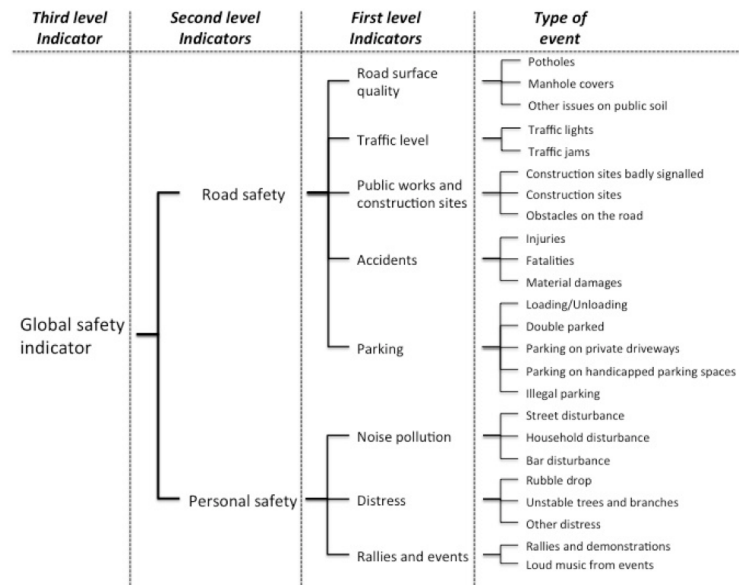 Third level
Indicator
Second level
Indicators
First level
Indicators
Type of
event
Global safety
indicator
Road safety
Road surface
quality
Potholes
Manhole covers
Other issues on public soil
Traffic level
Traffic lights
Traffic jams
Public works and
construction sites
Construction sites badly signalled
Construction sites
Obstacles on the road
Accidents
Injuries
Fatalities
Material damages
Parking
Loading/Unloading
Double parked
Parking on private driveways
Parking on handicapped parking spaces
Illegal parking
Personal safety
Noise pollution
Street disturbance
Household disturbance
Bar disturbance
Distress
Rubble drop
Unstable trees and branches
Other distress
Rallies and events
Rallies and demonstrations
Loud music from events